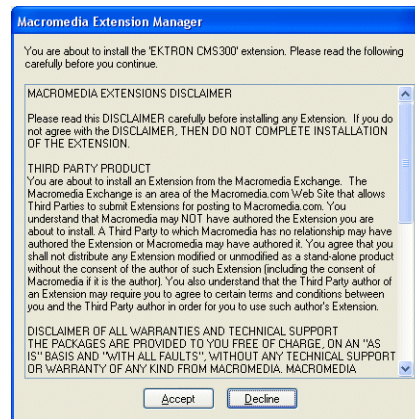 Macromedia Extension Manager
You are about to install the 'EKTRON CMS300' extension. Please read the following
carefully before you continue.
MACROMEDIA EXTENSIONS DISCLAIMER
Please read this DISCLAIMER carefully before installing any Extension. If you do
not agree with the DISCLAIMER, THEN DO NOT COMPLETE INSTALLATION
OF THE EXTENSION.
THIRD PARTY PRODUCT
You are about to install an Extension from the Macromedia Exchange. The
Macromedia Exchange is an area of the Macromedia.com Web Site that allows
Third Parties to submit Extensions for posting to Macromedia.com. You
understand that Macromedia may NOT have authored the Extension you are
about to install. A Third Party to which Macromedia has no relationship may have
authored the Extension or Macromedia may have authored it. You agree that you
shall not distribute any Extension modified or unmodified as a stand-alone product
without the consent of the author of such Extension (including the consent of
Macromedia if it is the author). You also understand that the Third Party author of
an Extension may require you to agree to certain terms and conditions between
you and the Third Party author in order for you to use such author's Extension.
DISCLAIMER OF ALL WARRANTIES AND TECHNICAL SUPPORT
THE PACKAGES ARE PROVIDED TO YOU FREE OF CHARGE, ON AN "AS
IS" BASIS AND "WITH ALL FAULTS", WITHOUT ANY TECHNICAL SUPPORT
OR WARRANTY OF ANY KIND FROM MACROMEDIA. MACROMEDIA
Accept Decline